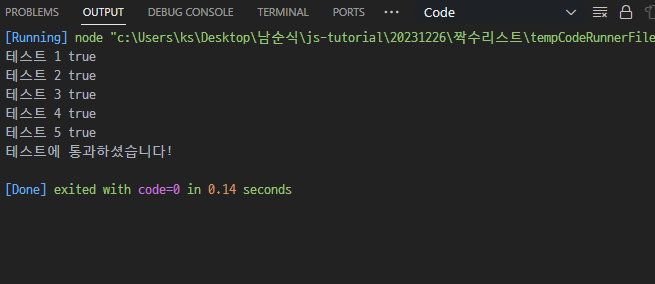 PROBLEMS OUTPUT DEBUG CONSOLE TERMINAL PORTS ··· Code
[Running] node "c:\Users\ks\Desktop\남순식\js-tutorial\20231226\짝수리스트\tempCodeRunnerFile
테스트 1 true
테스트 2 true
테스트 3 true
테스트 4 true
테스트 5 true
테스트에 통과하셨습니다!
[Done] exited with code=0 in 0.14 seconds